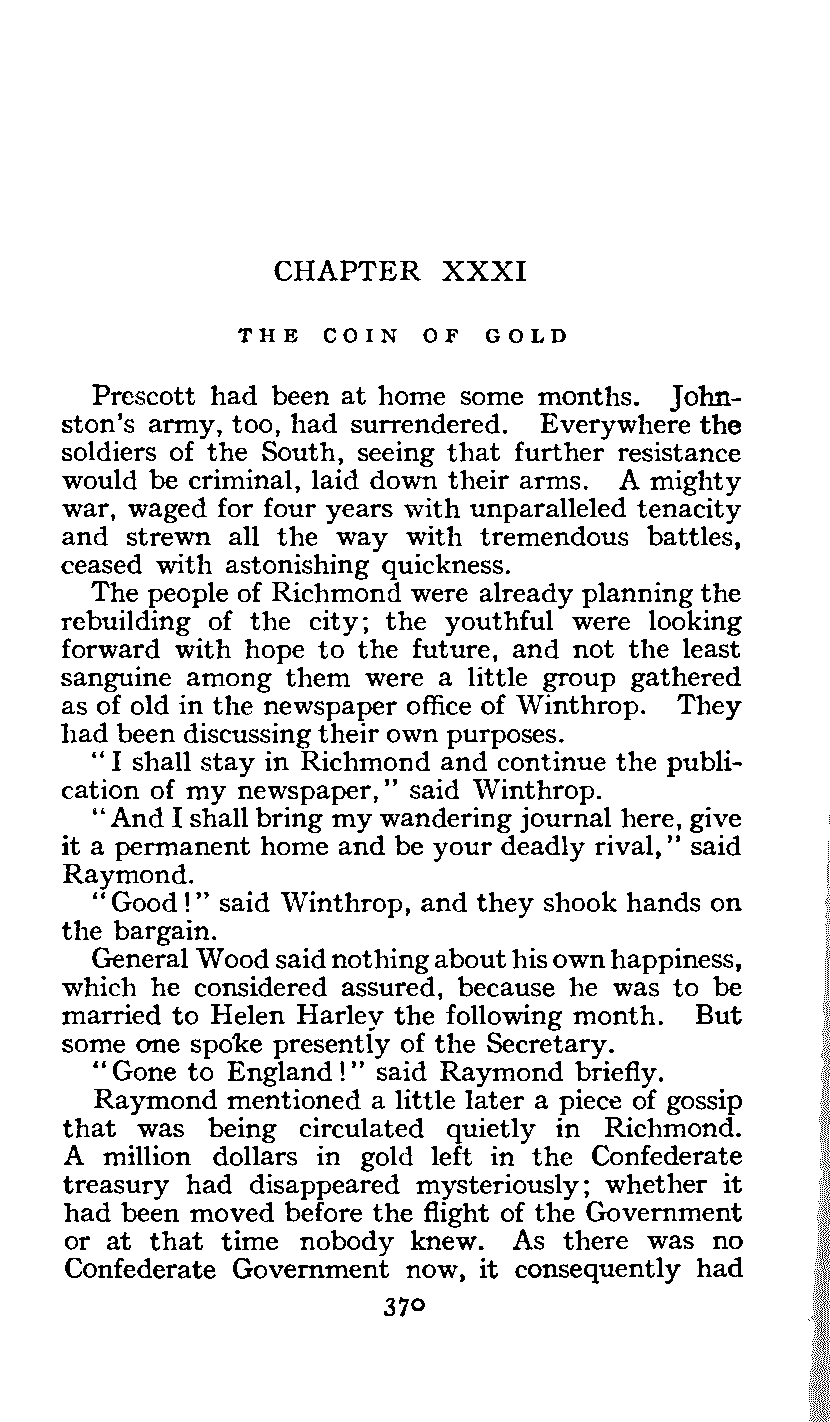 CHAPTER XXXI
THE COIN OF GOLD
Prescott had been at home some months. John-
ston's army, too, had surrendered. Everywhere the
soldiers of the South, seeing that further resistance
would be criminal, laid down their arms. A mighty
war, waged for four years with unparalleled tenacity
and strewn all the way with tremendous battles,
ceased with astonishing quickness.
The people of Richmond were already planning the
rebuilding of the city; the youthful were looking
forward with hope to the future, and not the least
sanguine among them were a little group gathered
as of old in the newspaper office of Winthrop. They
had been discussing their own purposes.
"I shall stay in Richmond and continue the publi-
cation of my newspaper," said Winthrop.
"And I shall bring my wandering journal here, give
it a permanent home and be your deadly rival," said
Raymond.
"Good!" said Winthrop, and they shook hands on
the bargain.
General Wood said nothing about his own happiness,
which he considered assured, because he was to be
married to Helen Harley the following month. But
some one spoke presently of the Secretary.
"Gone to England!" said Raymond briefly.
Raymond mentioned a little later a piece of gossip
that was being circulated quietly in Richmond.
A million dollars in gold left in the Confederate
treasury had disappeared mysteriously; whether it
had been moved before the flight of the Government
or at that time nobody knew. As there was no
Confederate Government now, it consequently had
370